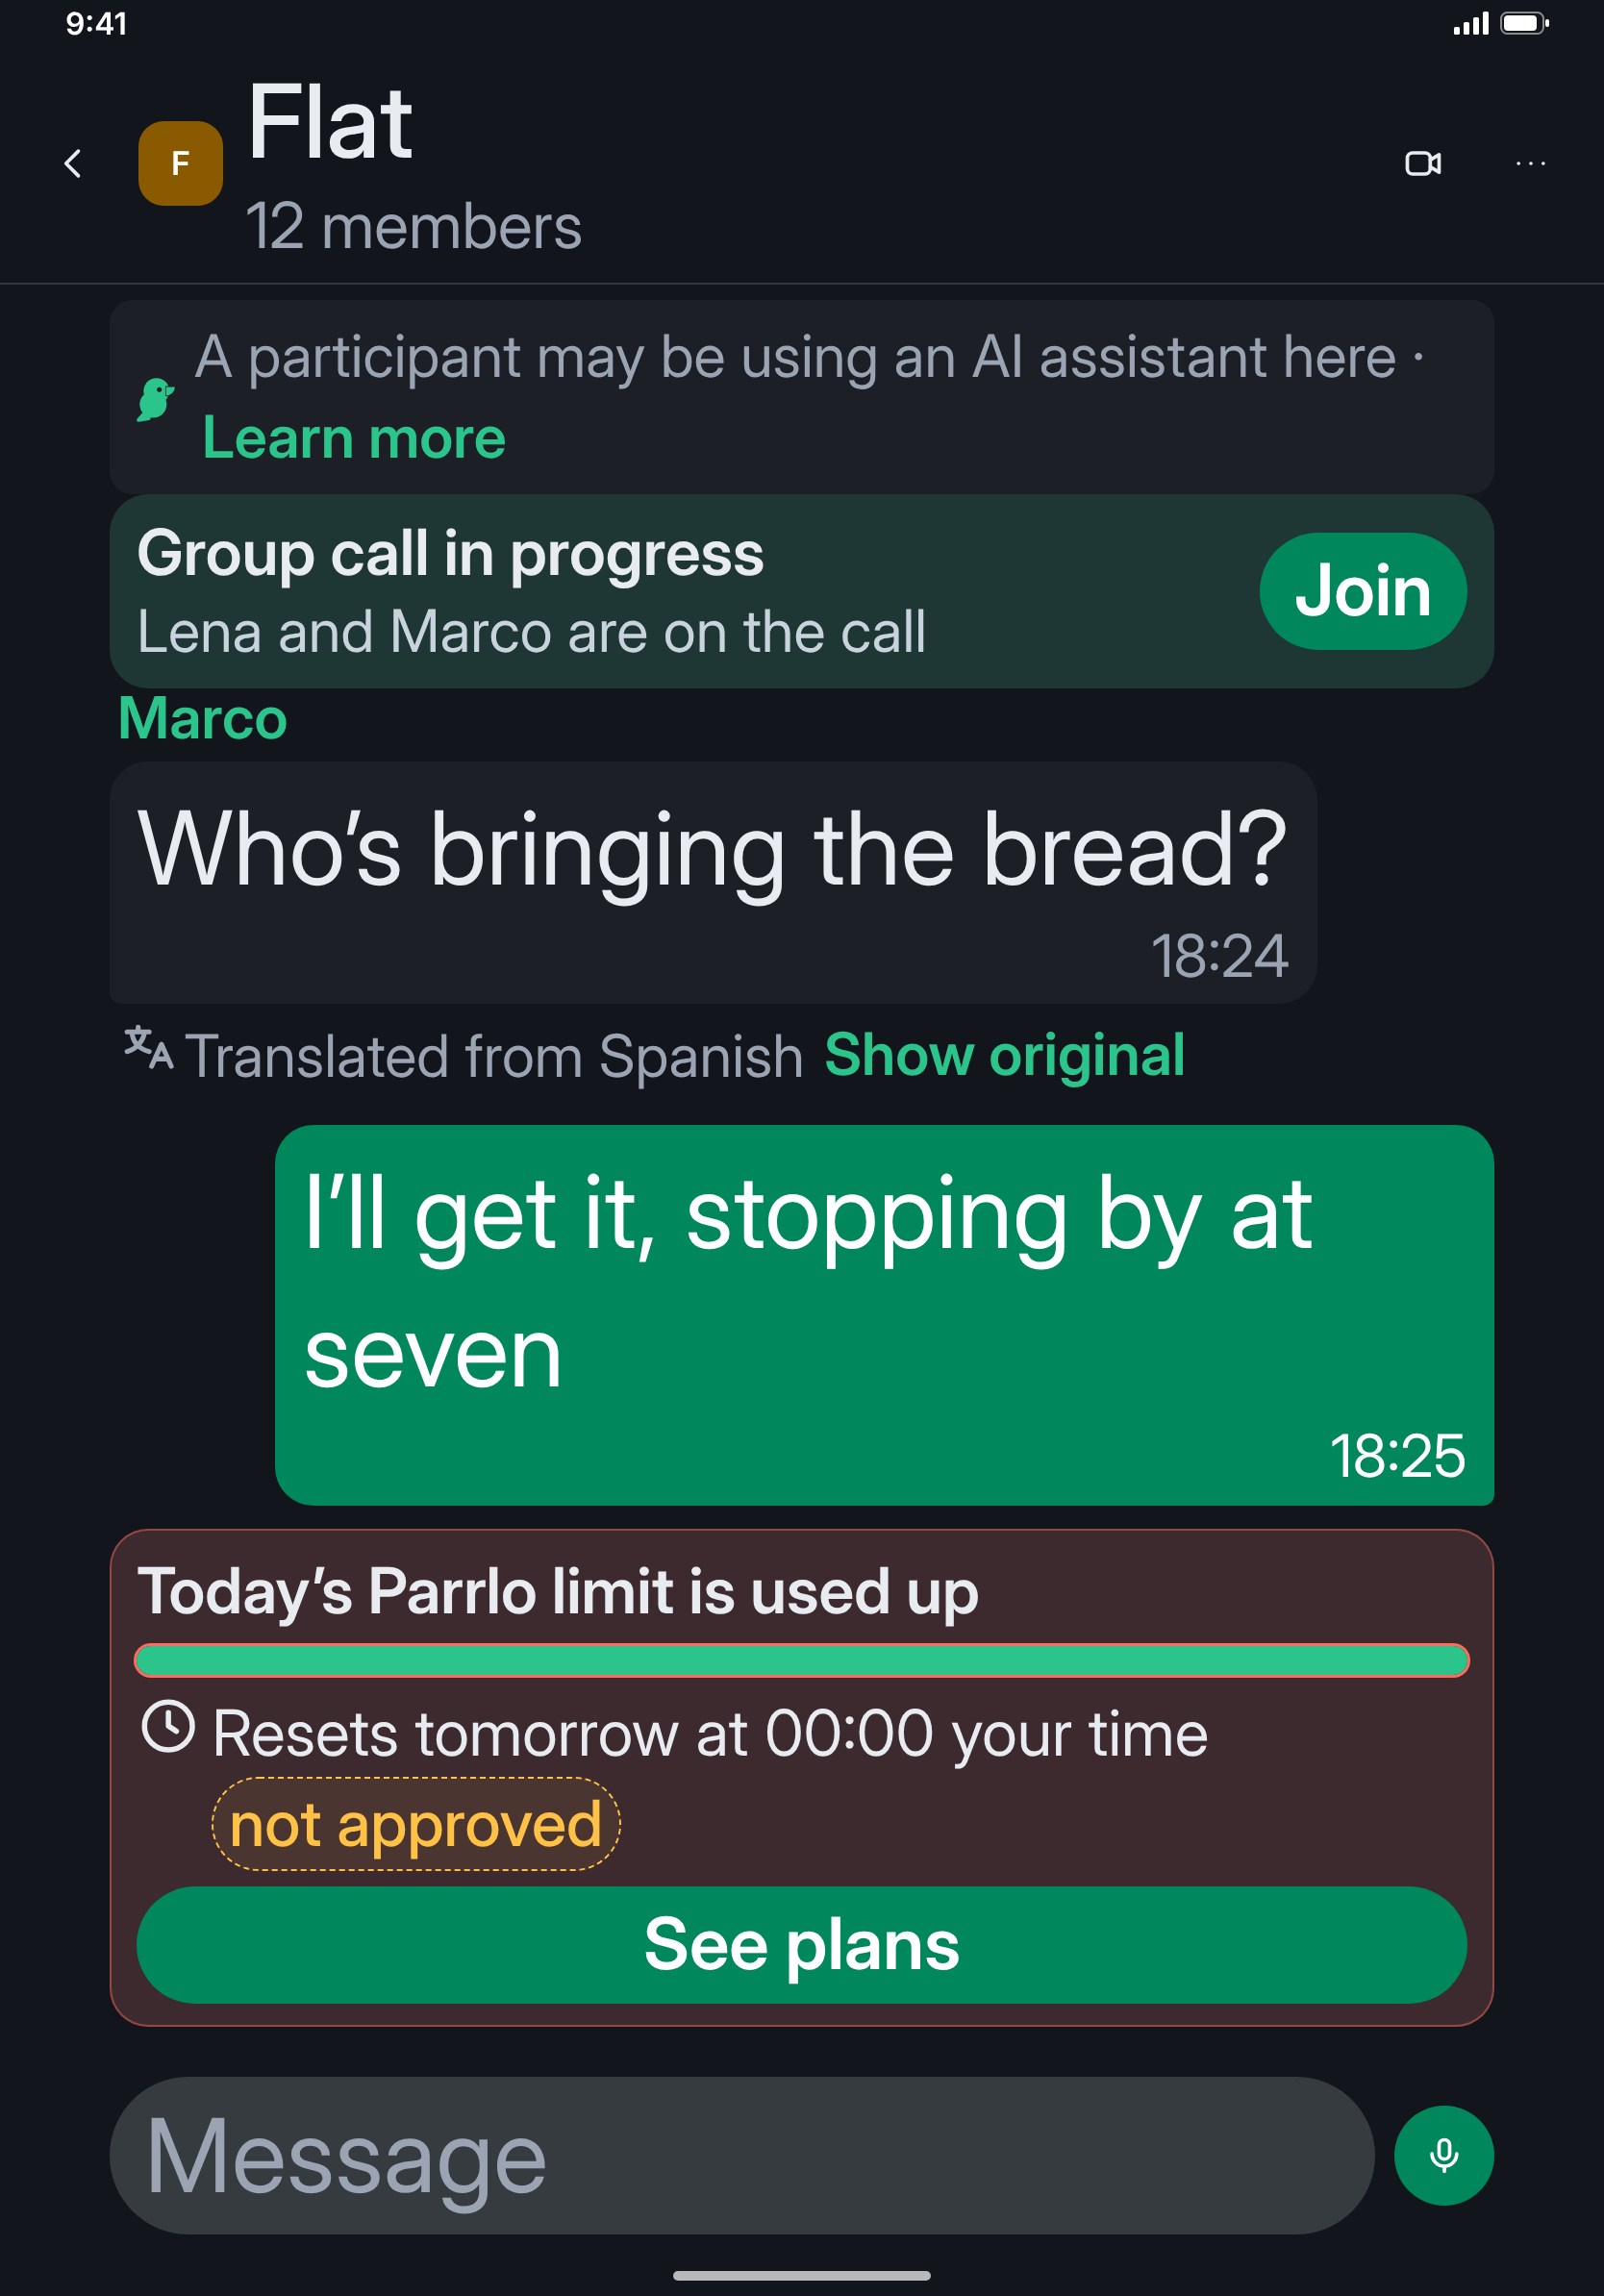 9:41
F
Flat
12 members
A participant may be using an AI assistant here ·
Learn more
Group call in progress
Lena and Marco are on the call
Join
Marco
Who’s bringing the bread?
18:24
Translated from Spanish Show original
I’ll get it, stopping by at
seven
18:25
Today’s Parrlo limit is used up
Resets tomorrow at 00:00 your time
not approved
See plans
Message